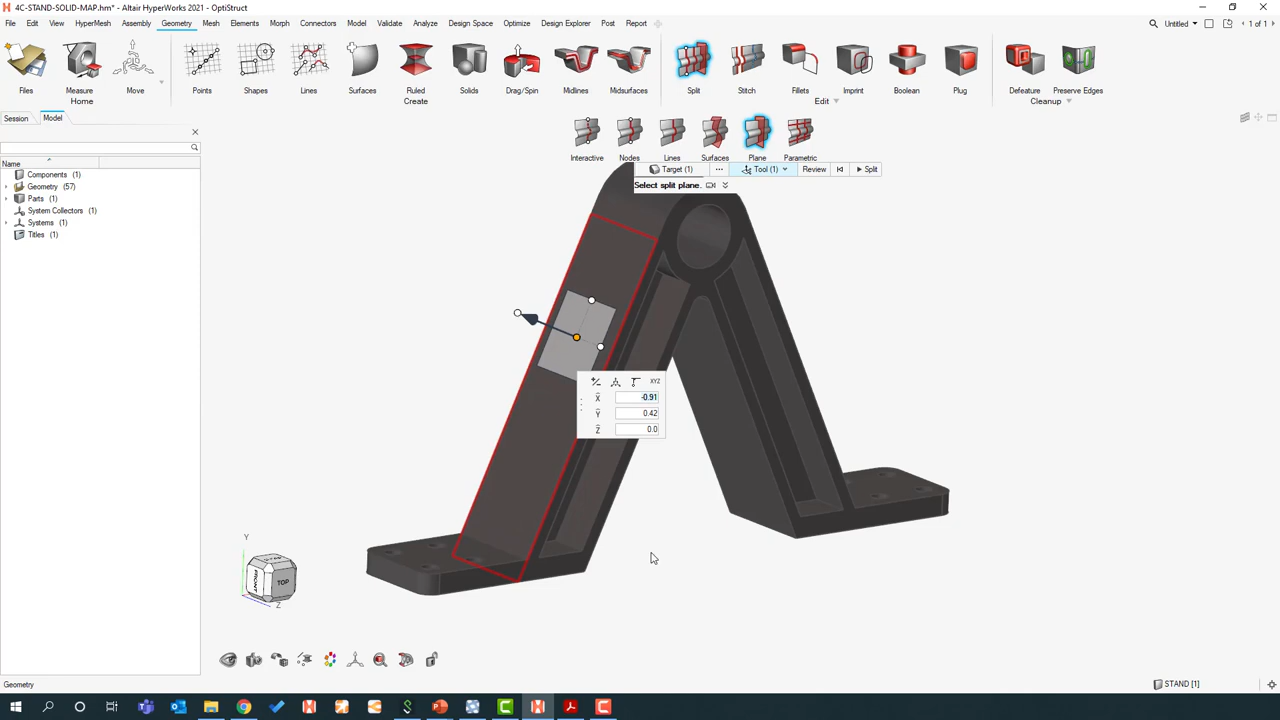 4C-STAND-SOLID-MAP.hm* - Altair HyperWorks 2021 - OptiStruct
File Edit View HyperMesh Assembly Connectors Geometry Mesh Elements Morph Connectors Model Validate Analyze Design Space Optimize Design Explorer Post Report Untitled 1 of 1
Files Measure Move Points Shapes Lines Surfaces Ruled Solids Drag/Spin Midlines Midsurfaces Split Stitch Fillets Imprint Boolean Plug Defeature Preserve Edges
Home Create Edit Cleanup
Session Model
Interactive Nodes Lines Surfaces Plane Parametric
Name
Target (1) Tool (1) Review Split
Components (1)
Select split plane.
Geometry (57)
Parts (1)
System Collectors (1)
Systems (1)
Titles (1)
XYZ
X -0.91
Y 0.42
Z 0.0
Y
FRONT TOP
Z
Geometry STAND [1]